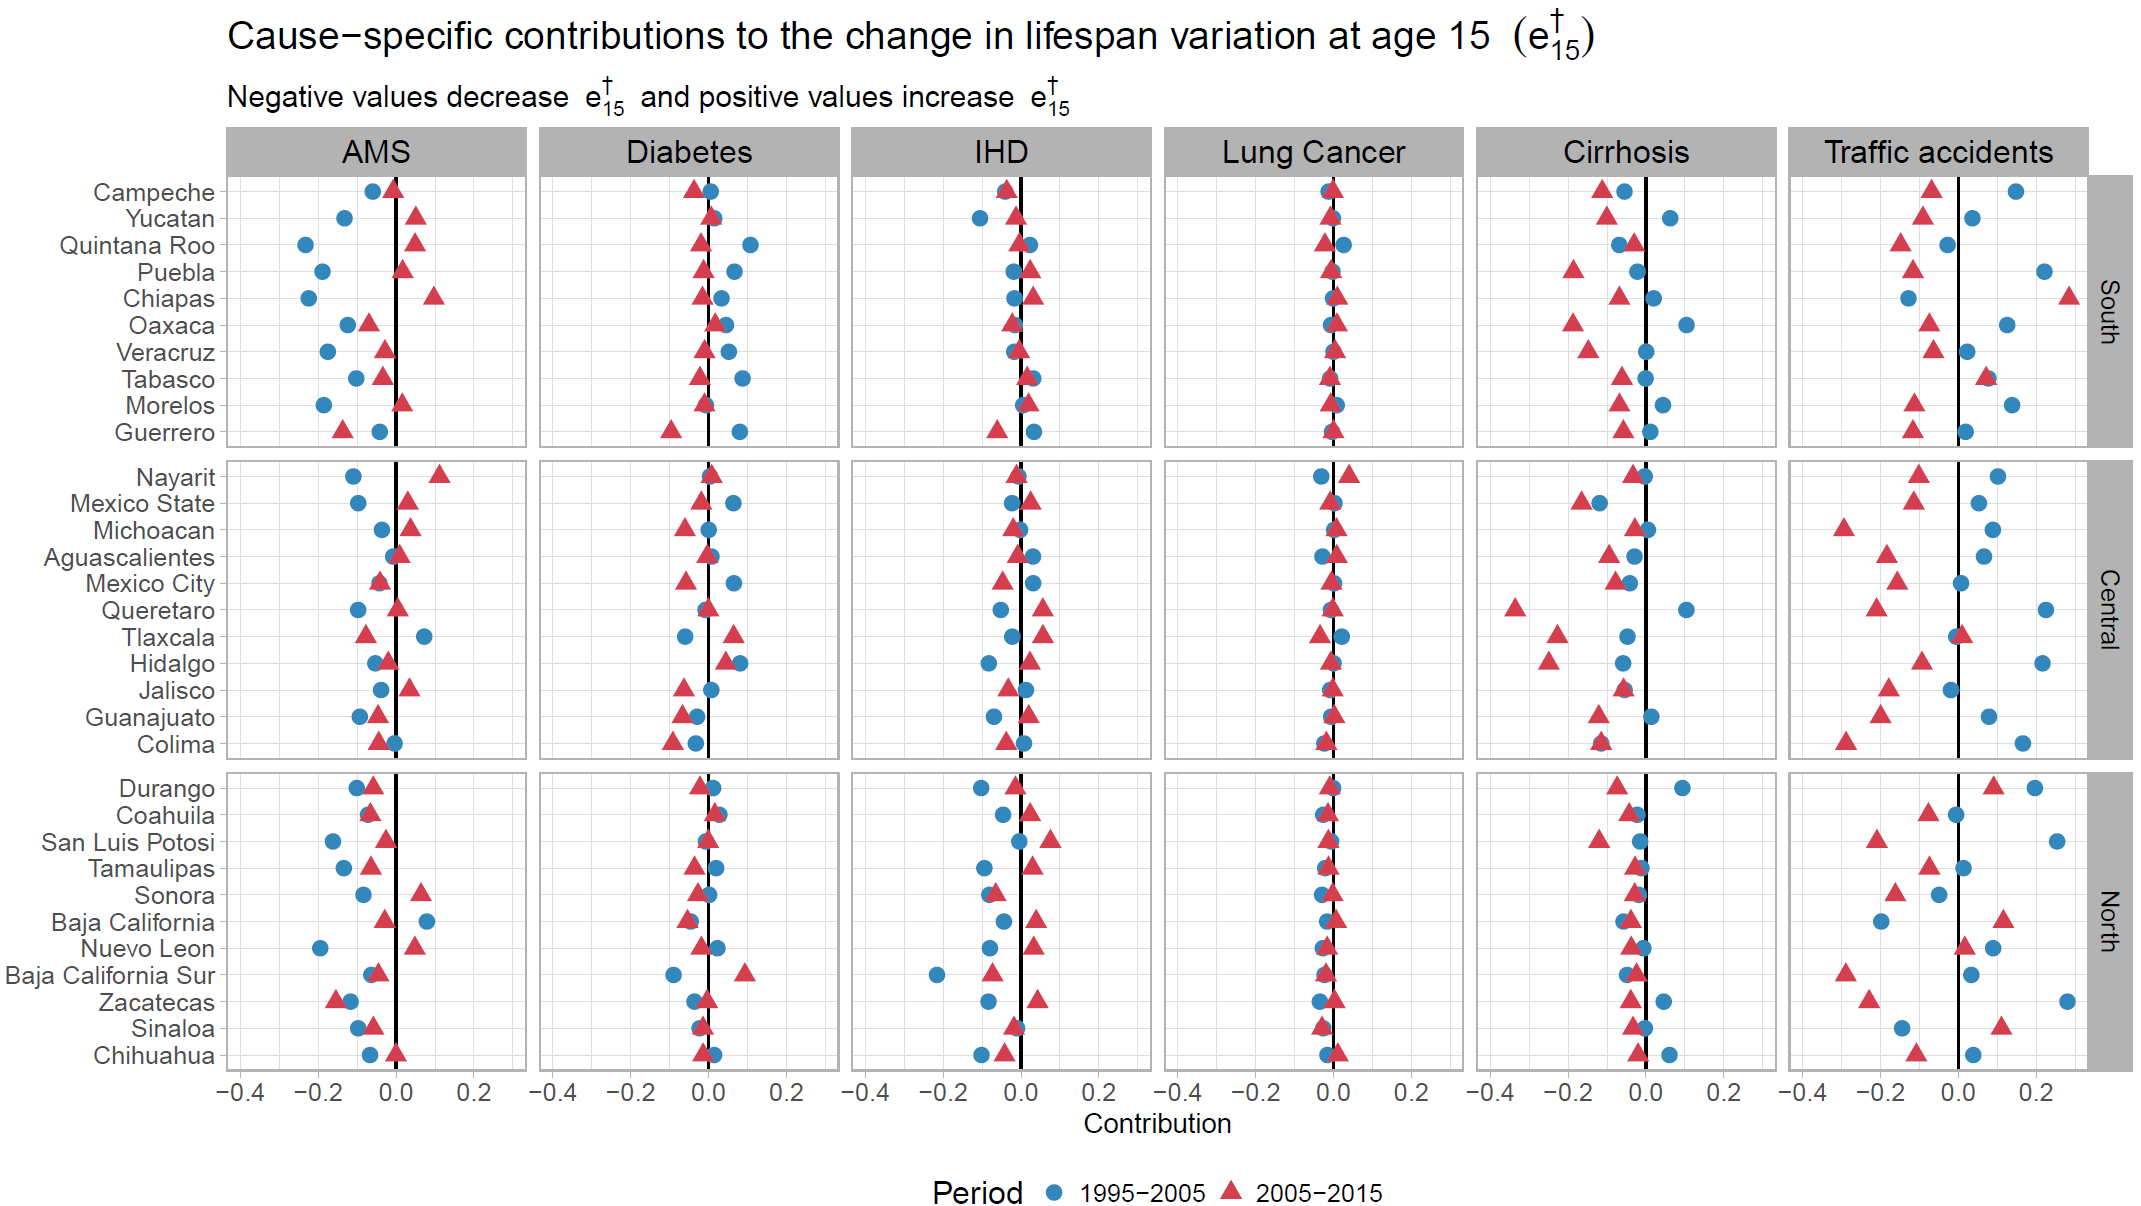 Cause−specific contributions to the change in lifespan variation at age 15 (e†15)
Negative values decrease e†15 and positive values increase e†15
AMS Diabetes IHD Lung Cancer Cirrhosis Traffic accidents
Campeche
Yucatan
Quintana Roo
Puebla
Chiapas
Oaxaca
Veracruz
Tabasco
Morelos
Guerrero
South
Nayarit
Mexico State
Michoacan
Aguascalientes
Mexico City
Queretaro
Tlaxcala
Hidalgo
Jalisco
Guanajuato
Colima
Central
Durango
Coahuila
San Luis Potosi
Tamaulipas
Sonora
Baja California
Nuevo Leon
Baja California Sur
Zacatecas
Sinaloa
Chihuahua
North
−0.4 −0.2 0.0 0.2 −0.4 −0.2 0.0 0.2 −0.4 −0.2 0.0 0.2 −0.4 −0.2 0.0 0.2 −0.4 −0.2 0.0 0.2 −0.4 −0.2 0.0 0.2
Contribution
Period 1995−2005 2005−2015